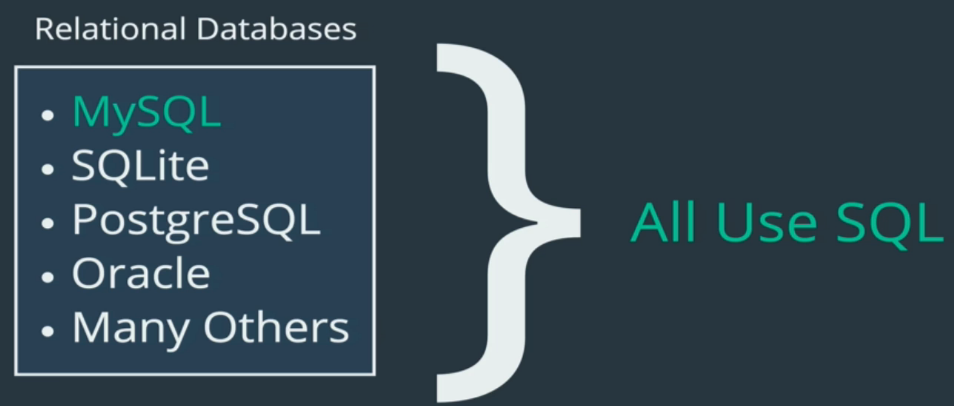 Relational Databases
• MySQL
• SQLite
• PostgreSQL
• Oracle
• Many Others
All Use SQL